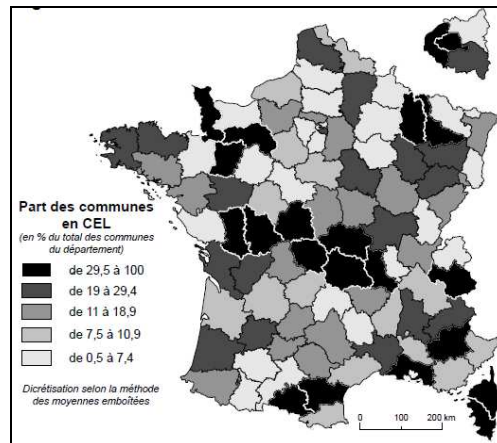 Part des communes
en CEL
(en % du total des communes
du département)
de 29,5 à 100
de 19 à 29,4
de 11 à 18,9
de 7,5 à 10,9
de 0,5 à 7,4
Dicrétisation selon la méthode
des moyennes emboîtées
0 100 200 km